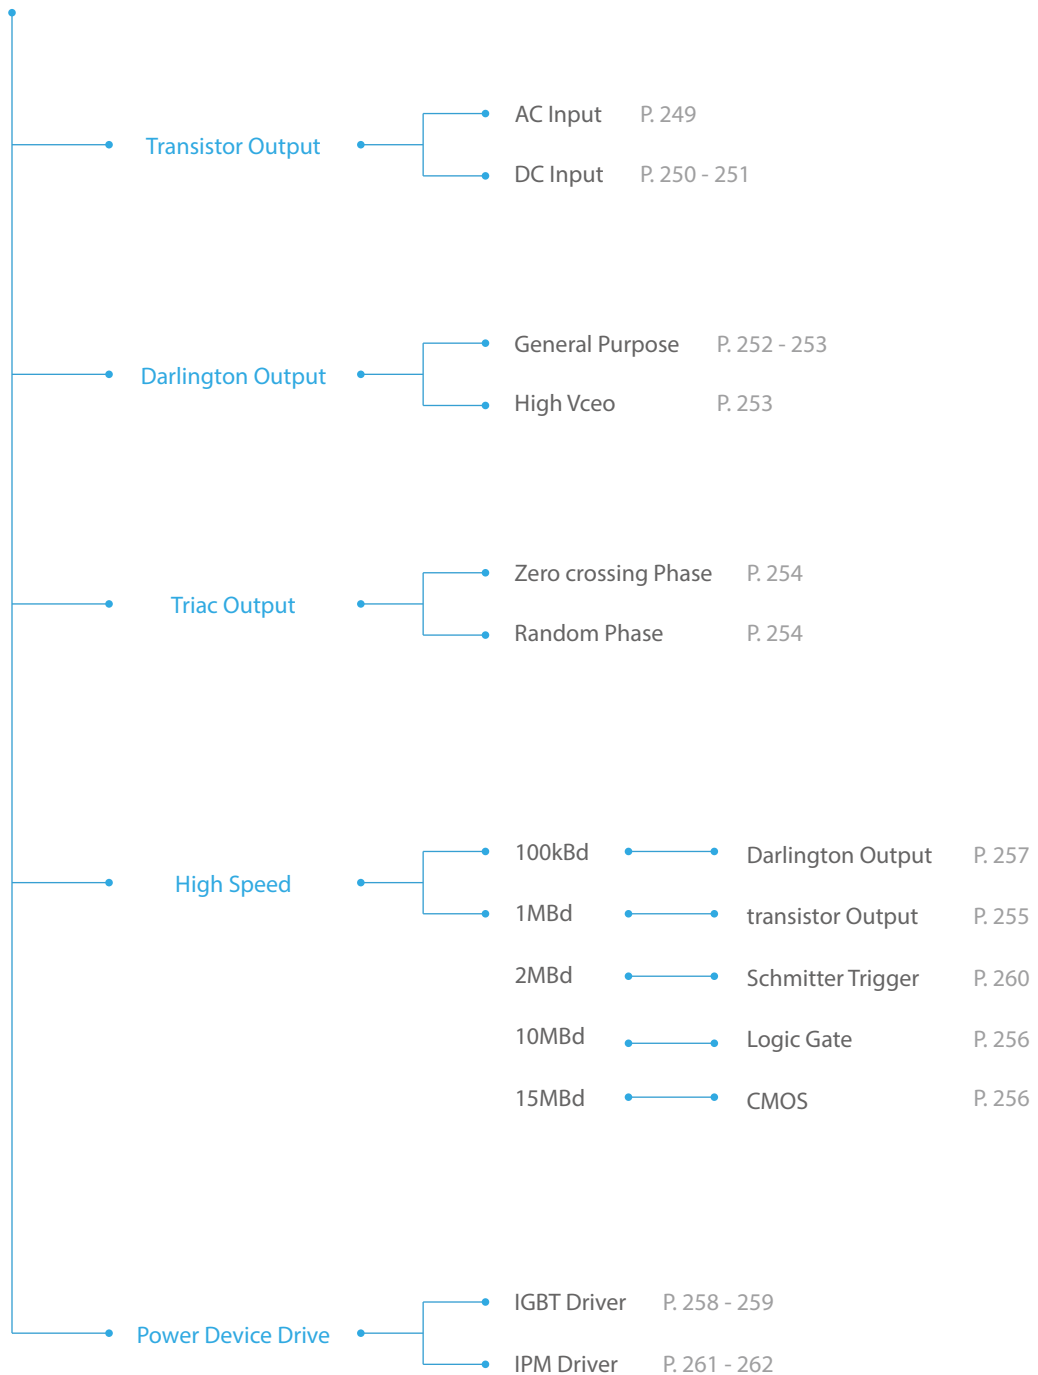 Transistor Output
AC Input P. 249
DC Input P. 250 - 251
Darlington Output
General Purpose P. 252 - 253
High Vceo P. 253
Triac Output
Zero crossing Phase P. 254
Random Phase P. 254
High Speed
100kBd Darlington Output P. 257
1MBd transistor Output P. 255
2MBd Schmitter Trigger P. 260
10MBd Logic Gate P. 256
15MBd CMOS P. 256
Power Device Drive
IGBT Driver P. 258 - 259
IPM Driver P. 261 - 262